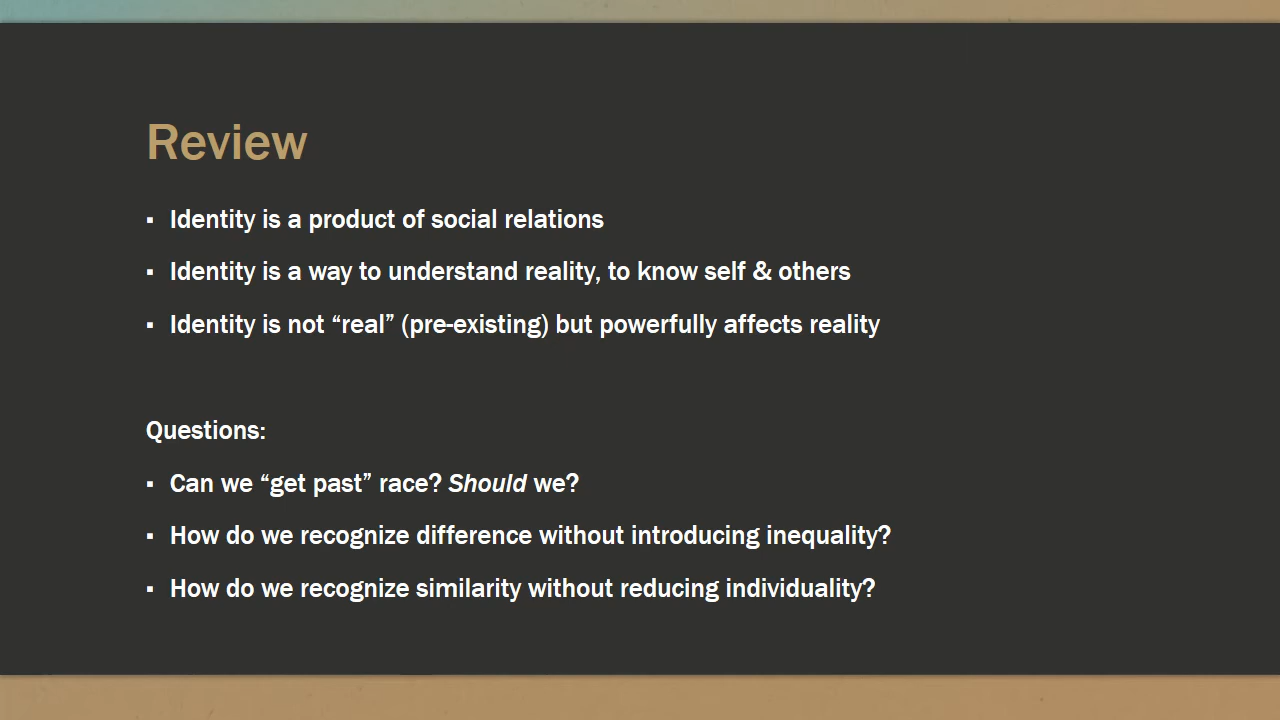 Review
▪ Identity is a product of social relations
▪ Identity is a way to understand reality, to know self & others
▪ Identity is not “real” (pre-existing) but powerfully affects reality
Questions:
▪ Can we “get past” race? Should we?
▪ How do we recognize difference without introducing inequality?
▪ How do we recognize similarity without reducing individuality?